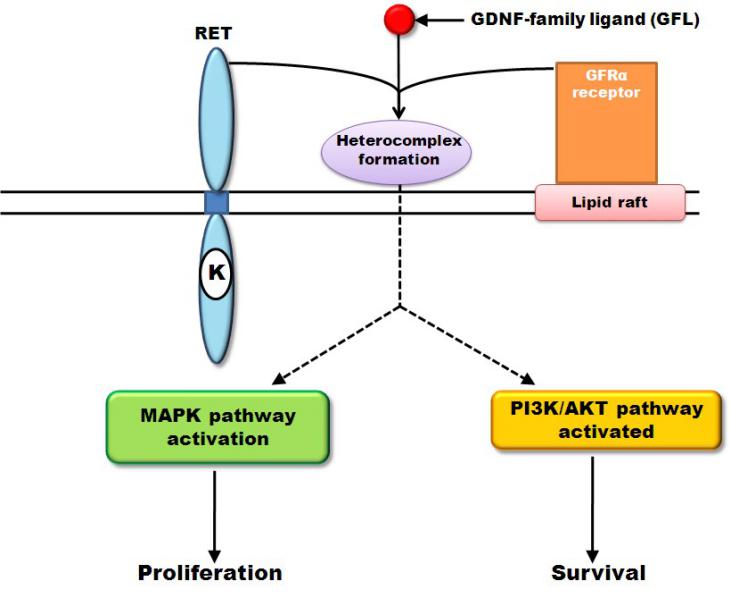 GDNF-family ligand (GFL)
RET
GFRα
receptor
Heterocomplex
formation
Lipid raft
K
MAPK pathway
activation
PI3K/AKT pathway
activated
Proliferation
Survival